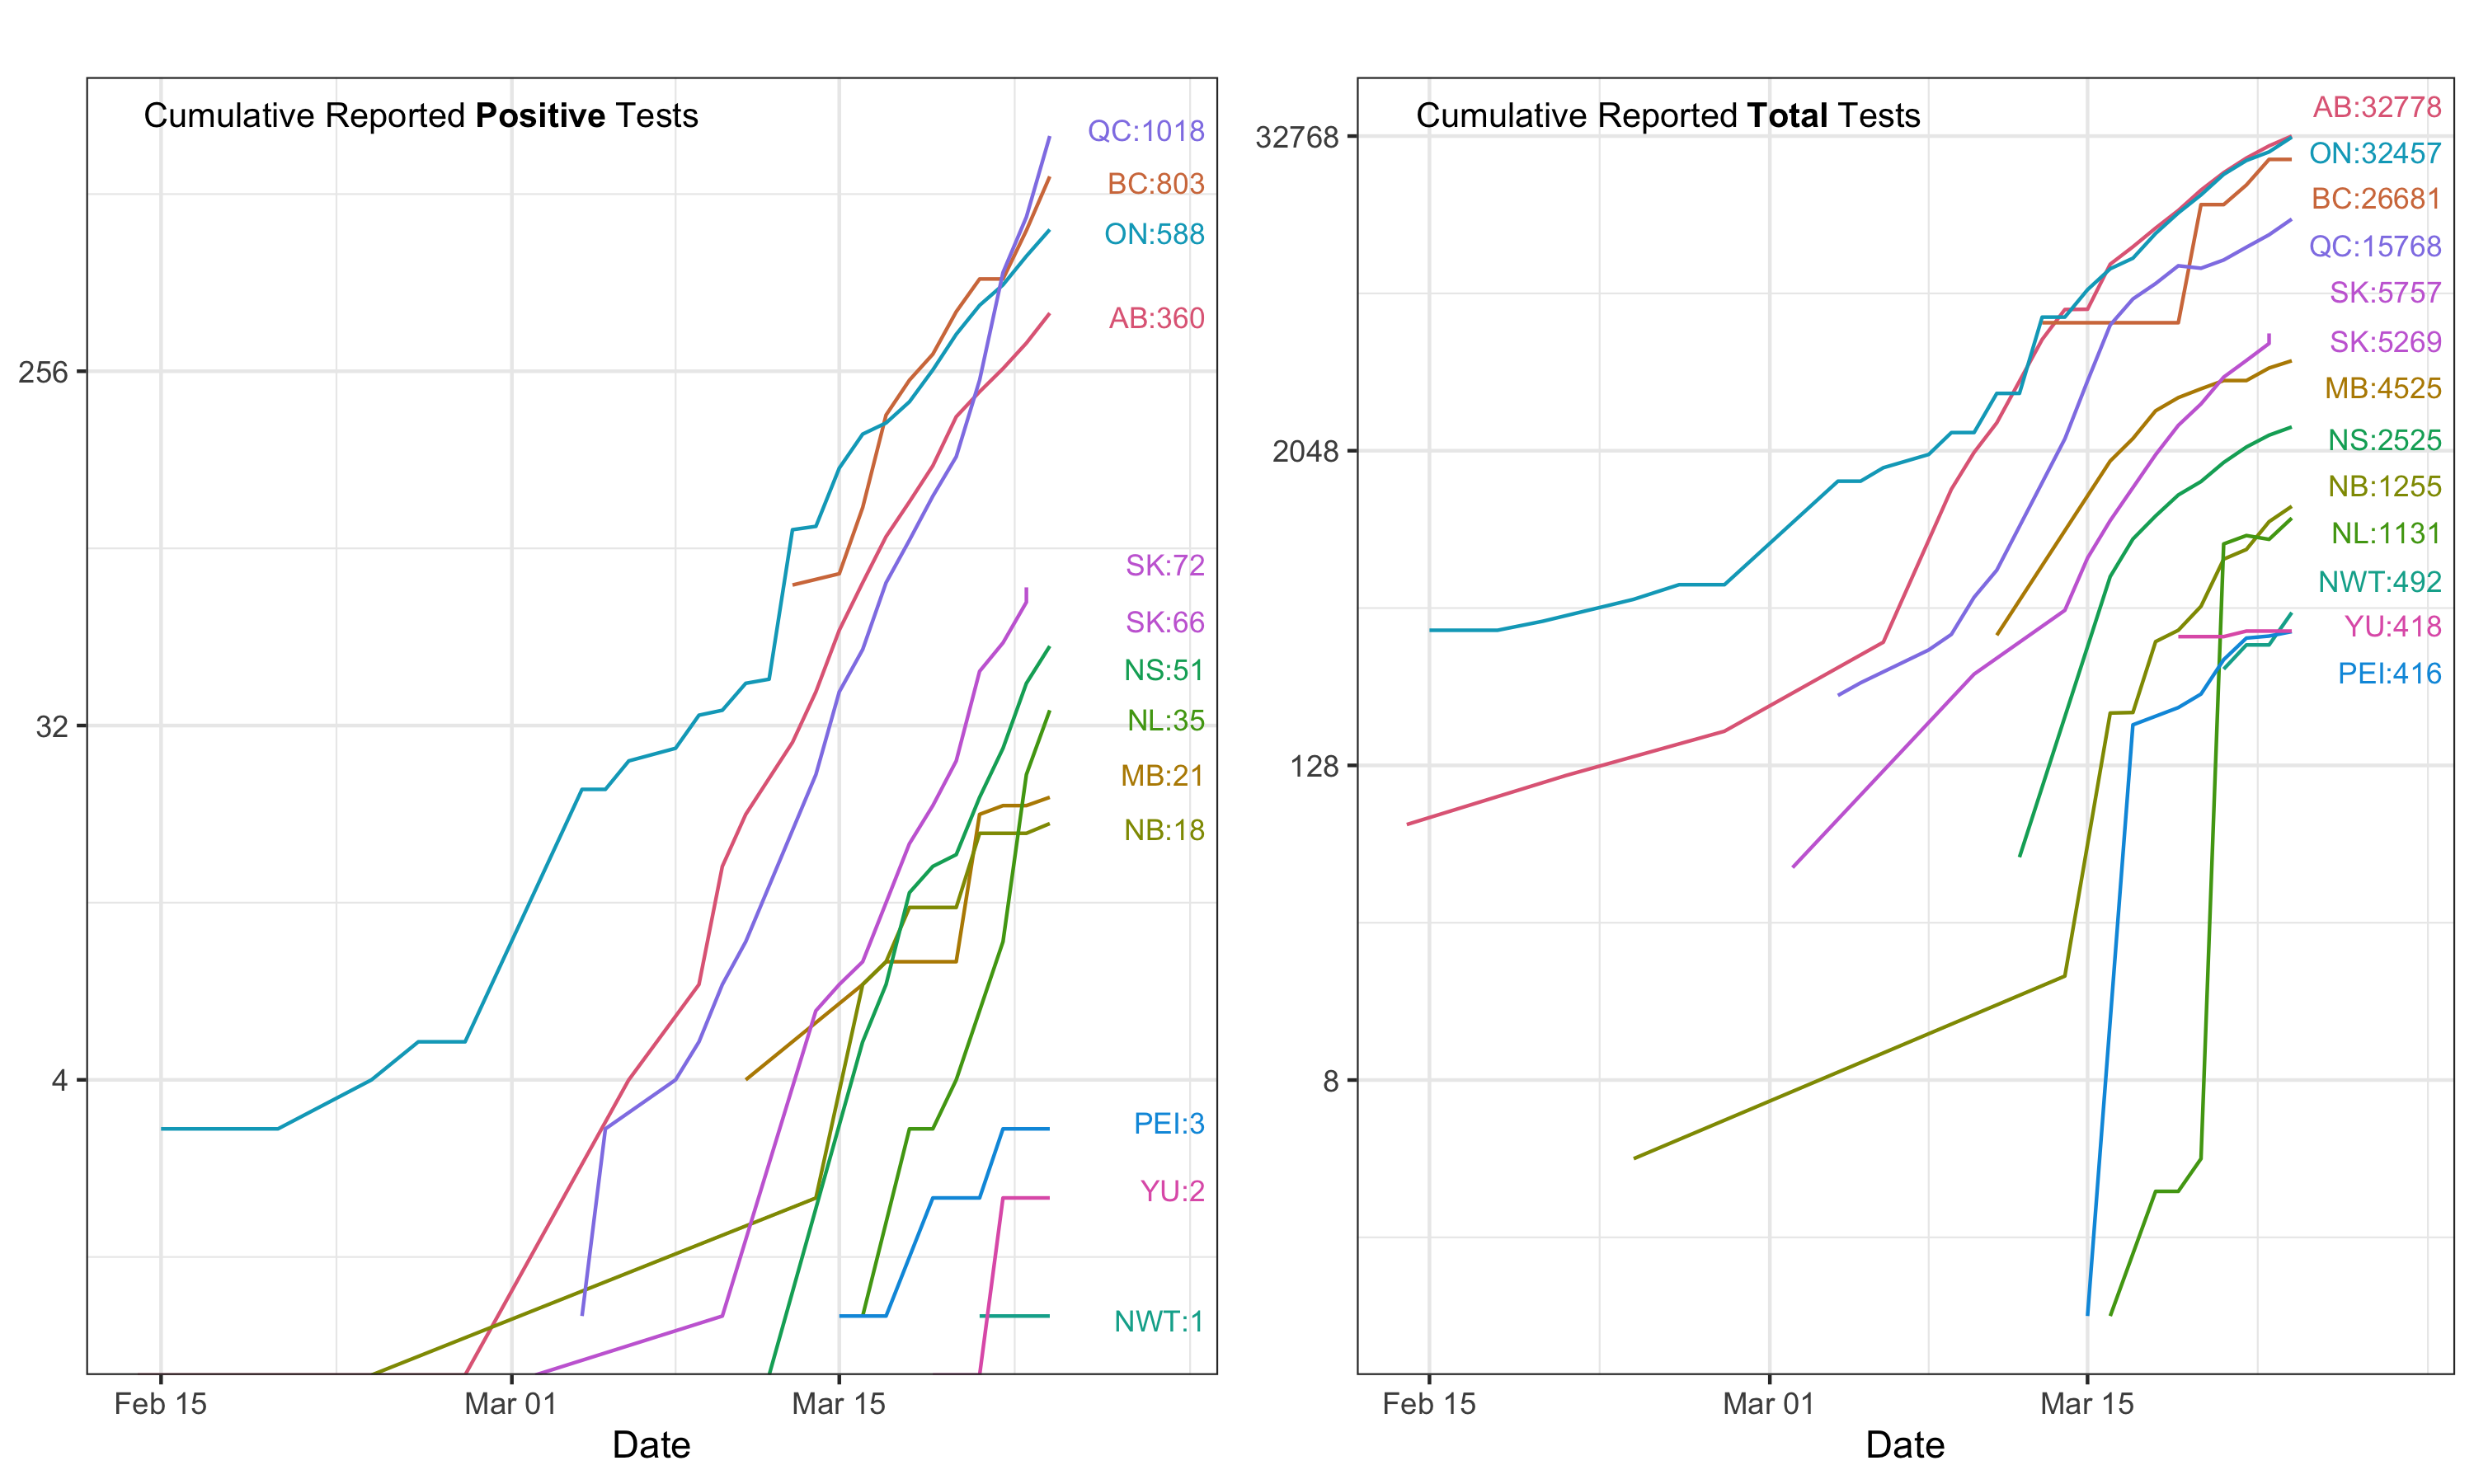 Cumulative Reported Positive Tests
QC:1018
BC:803
ON:588
AB:360
256
SK:72
SK:66
NS:51
NL:35
32
MB:21
NB:18
4
PEI:3
YU:2
NWT:1
Feb 15
Mar 01
Mar 15
Date
Cumulative Reported Total Tests
AB:32778
32768
ON:32457
BC:26681
QC:15768
SK:5757
SK:5269
MB:4525
NS:2525
2048
NB:1255
NL:1131
NWT:492
YU:418
PEI:416
128
8
Feb 15
Mar 01
Mar 15
Date